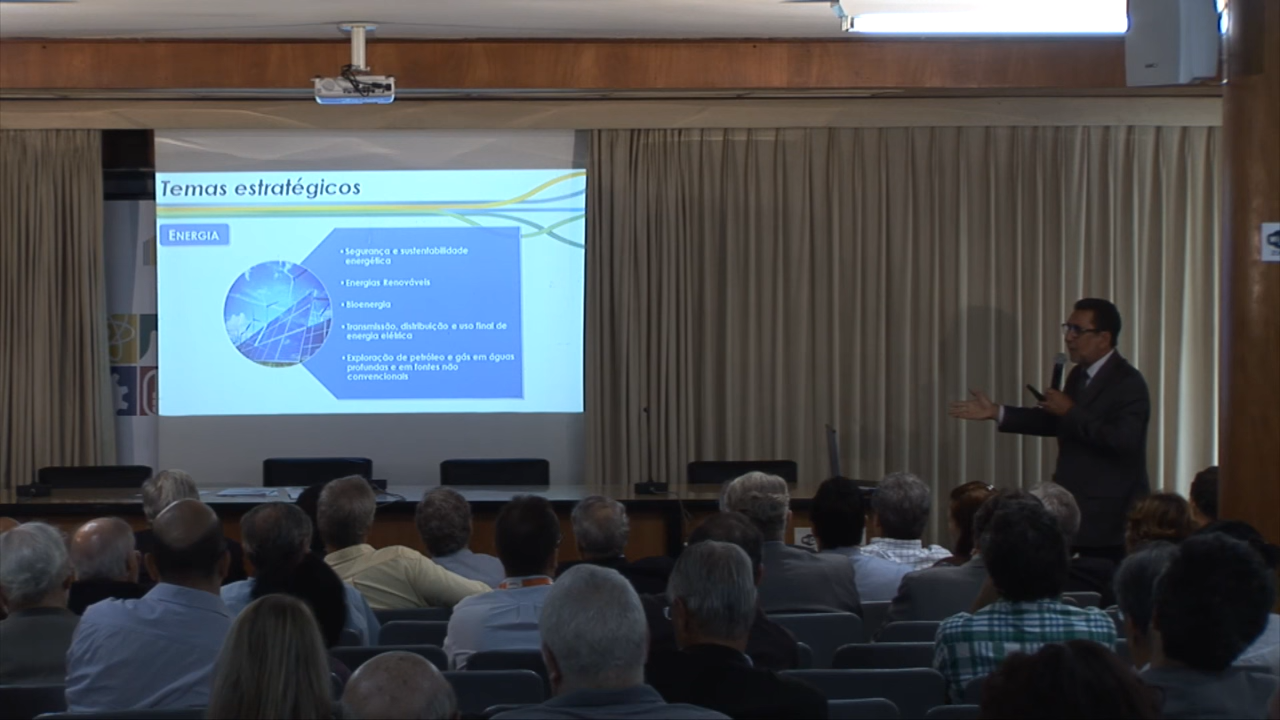 Temas estratégicos
ENERGIA
• Segurança e sustentabilidade
energética
• Energias Renováveis
• Bioenergia
• Transmissão, distribuição e uso final de
energia elétrica
• Exploração de petróleo e gás em águas
profundas e em fontes não
convencionais